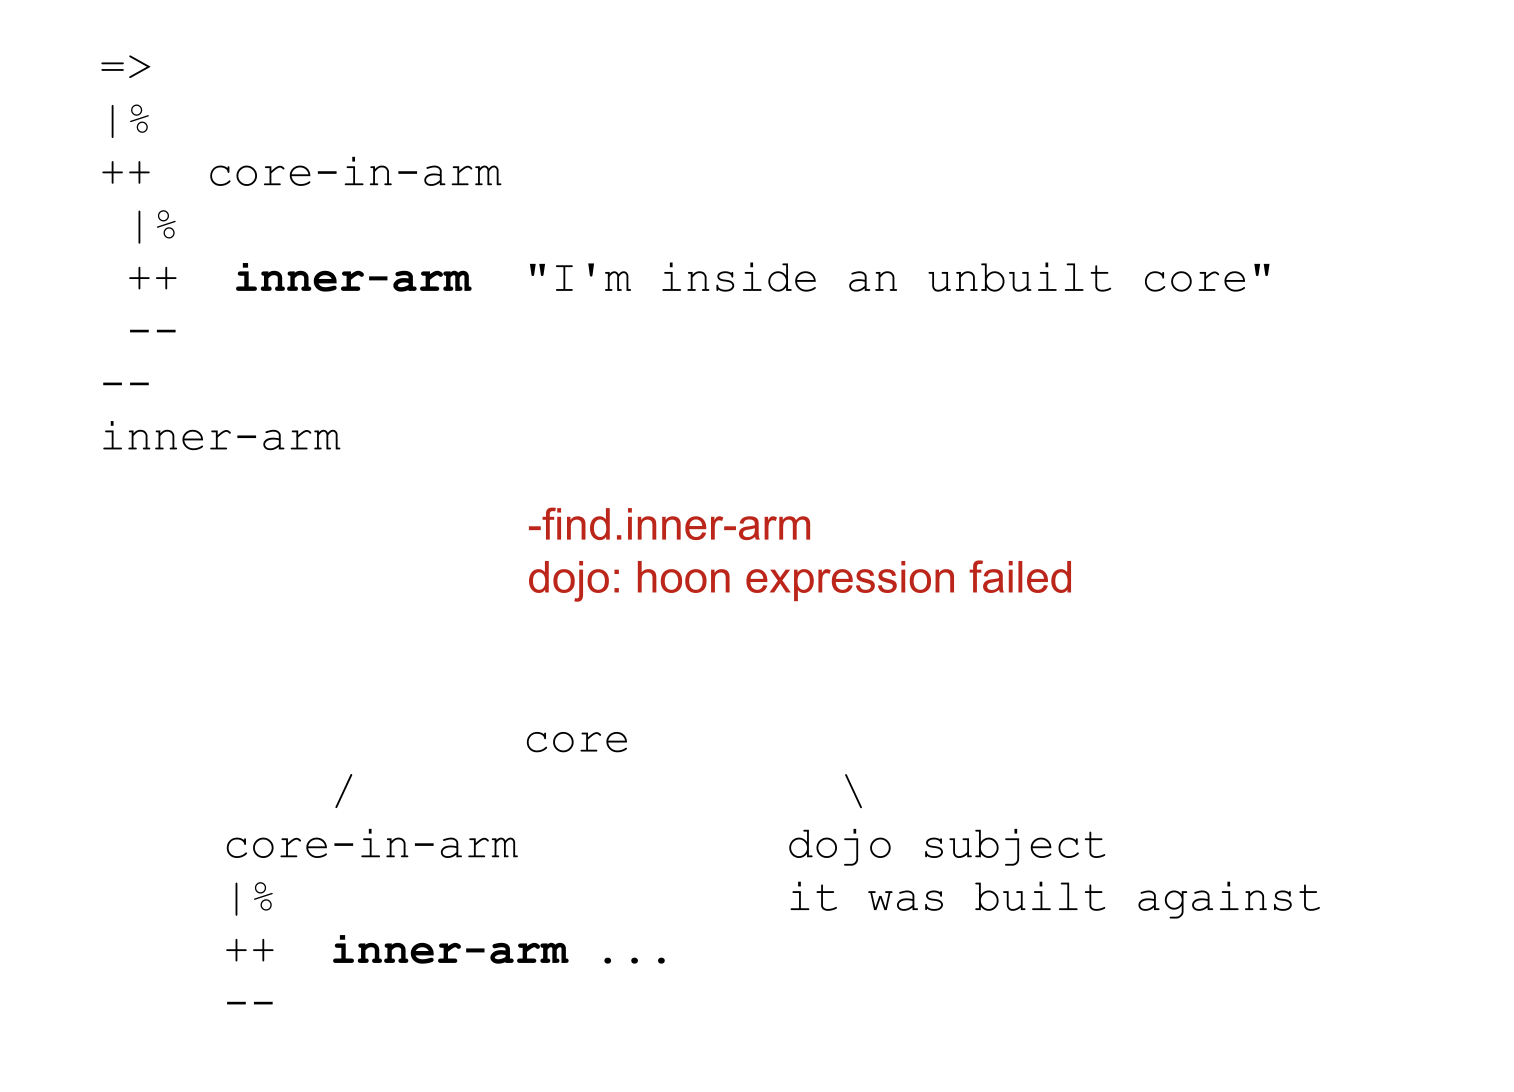 =>
|%
++  core-in-arm
 |%
 ++  inner-arm  "I'm inside an unbuilt core"
 --
--
inner-arm
-find.inner-arm
dojo: hoon expression failed
core
/ \
core-in-arm dojo subject
|% it was built against
++  inner-arm ...
--